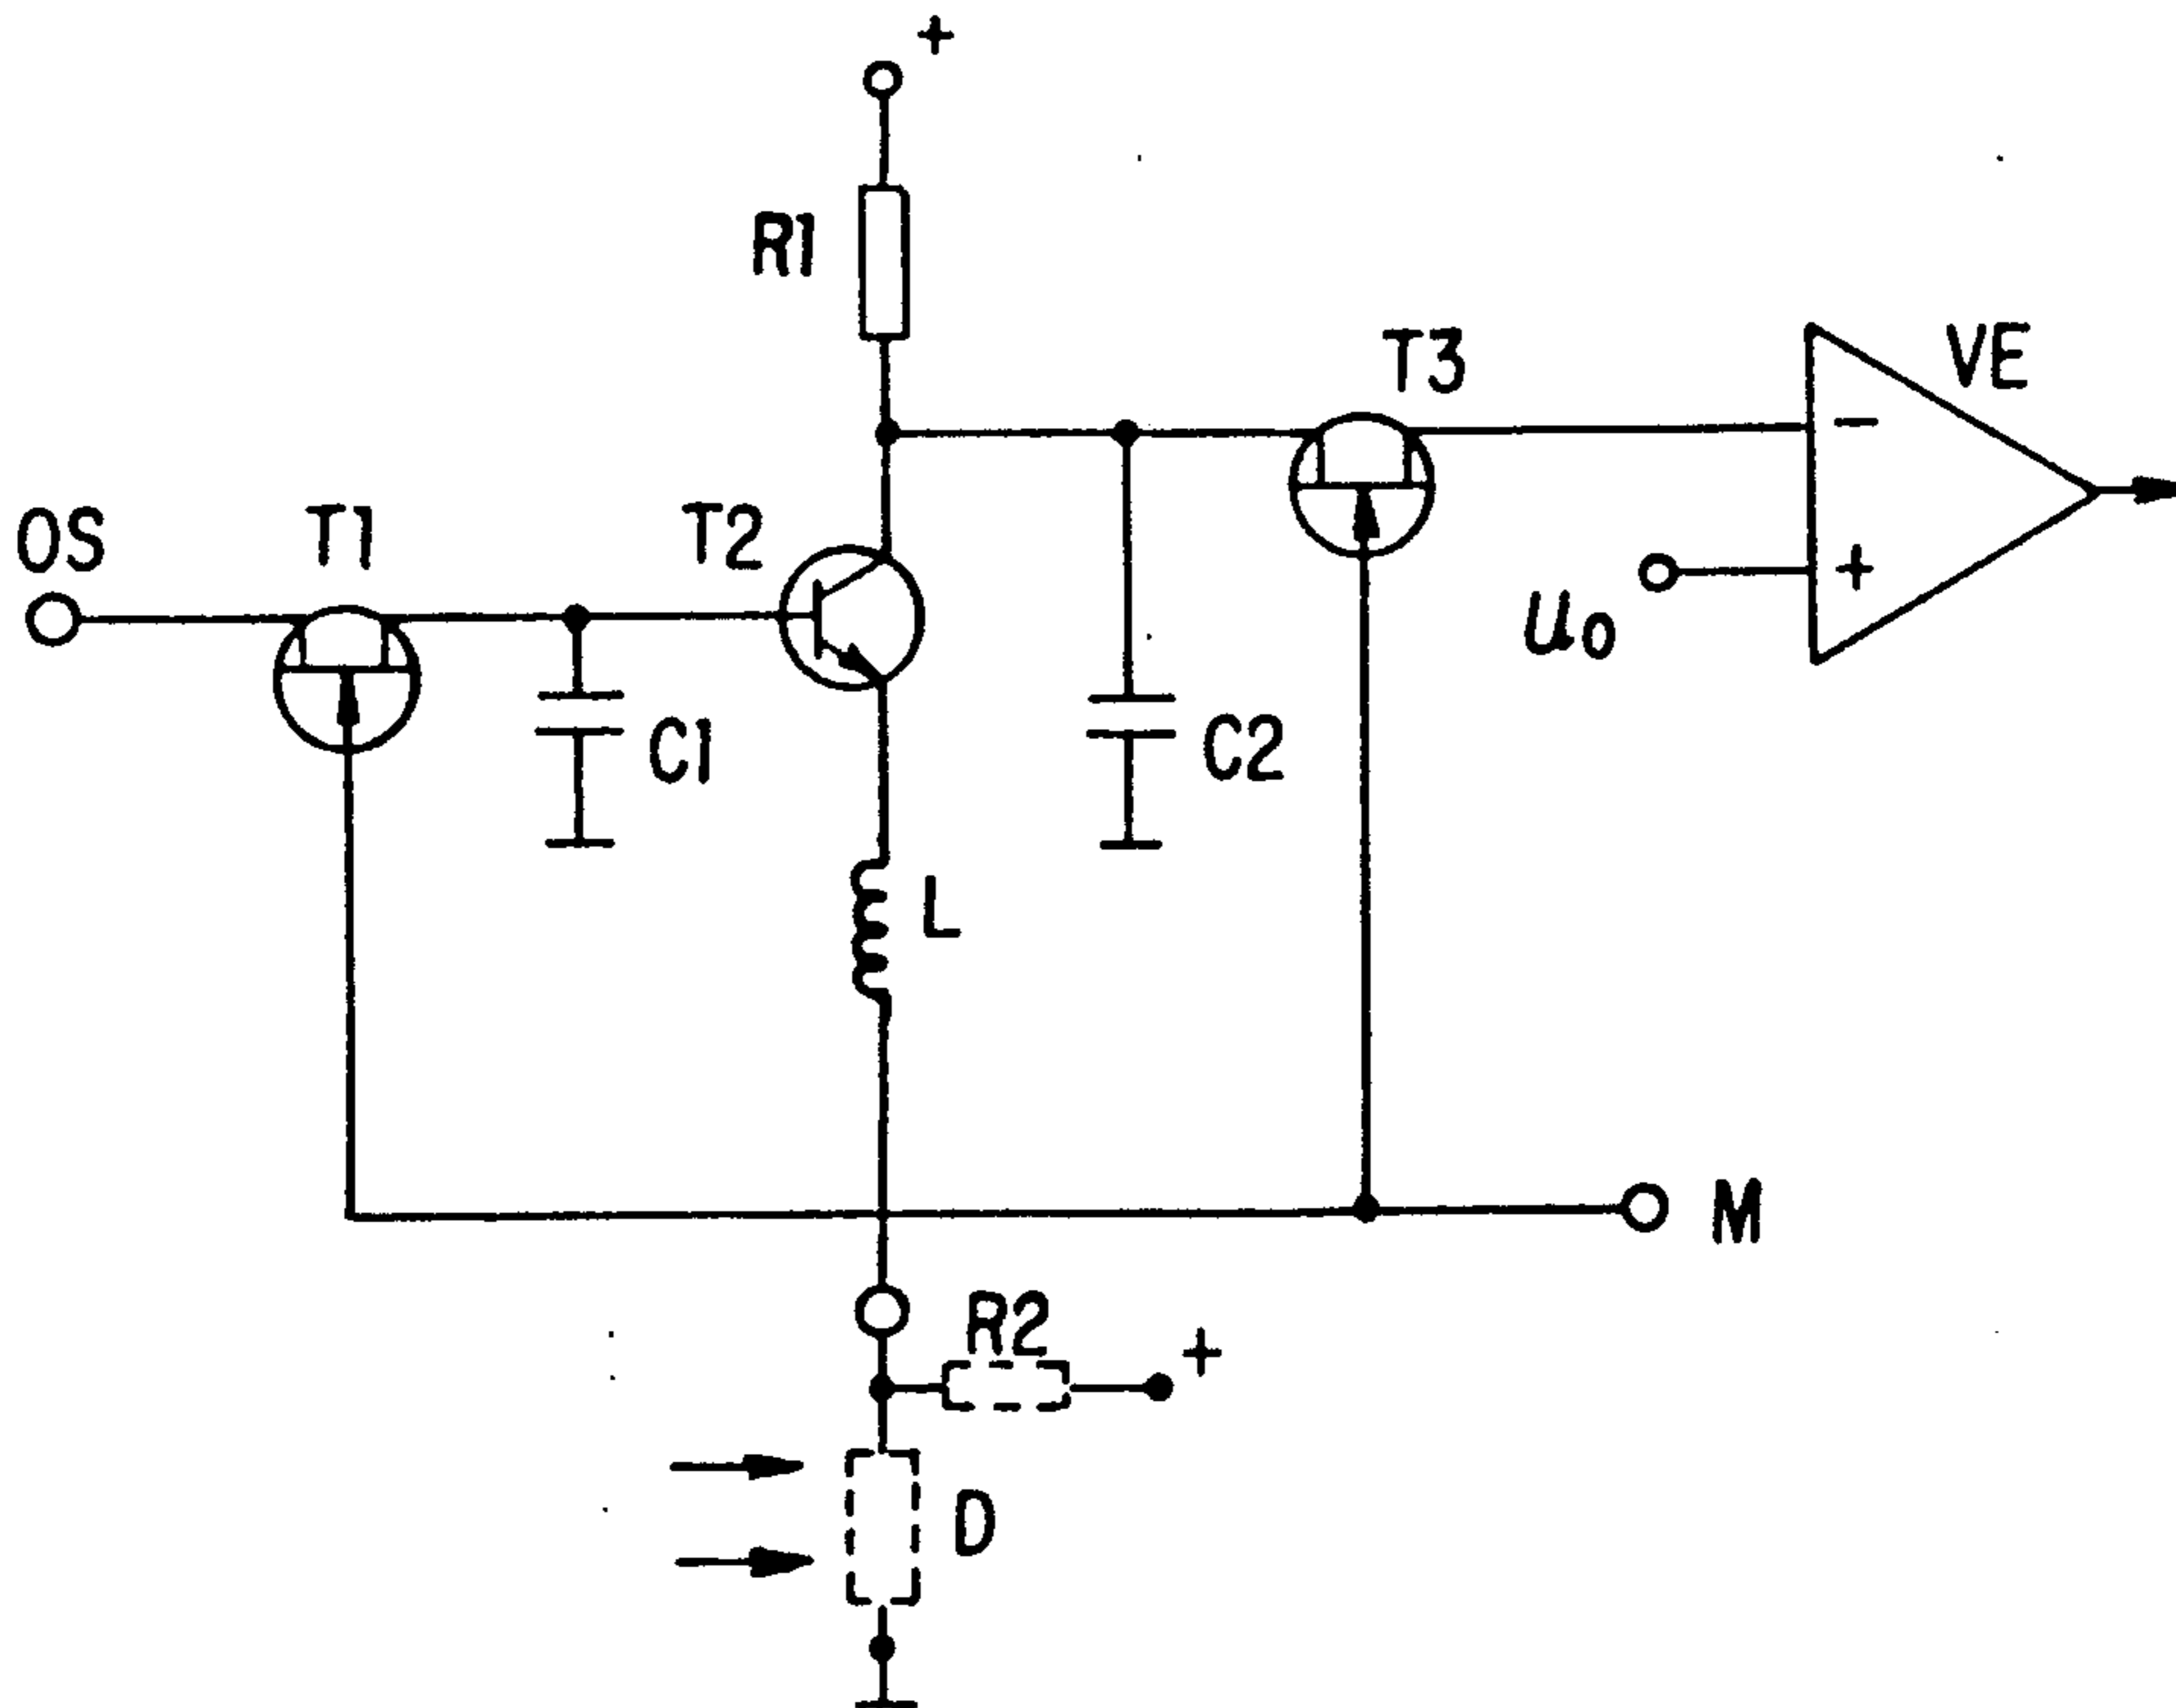 +
R1
T3
VE
-
OS
T1
T2
+
U0
C1
C2
L
M
R2
+
D